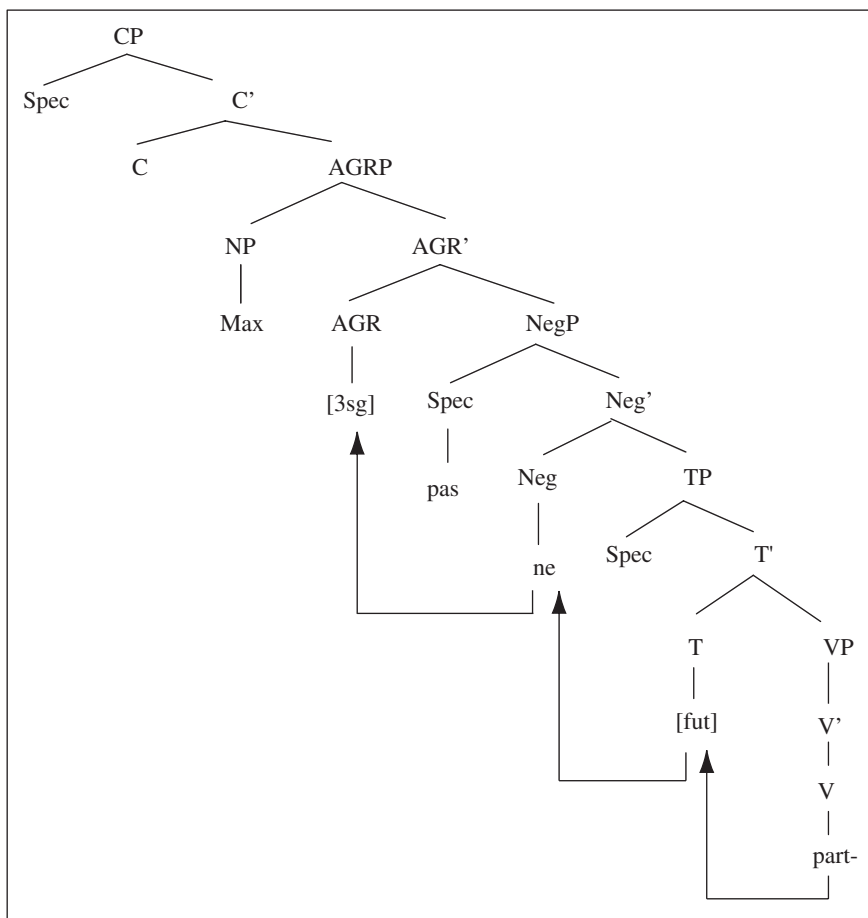 CP
Spec C’
C AGRP
NP AGR’
Max AGR NegP
[3sg] Spec Neg’
pas Neg TP
ne Spec T'
T VP
[fut] V’
V
part-